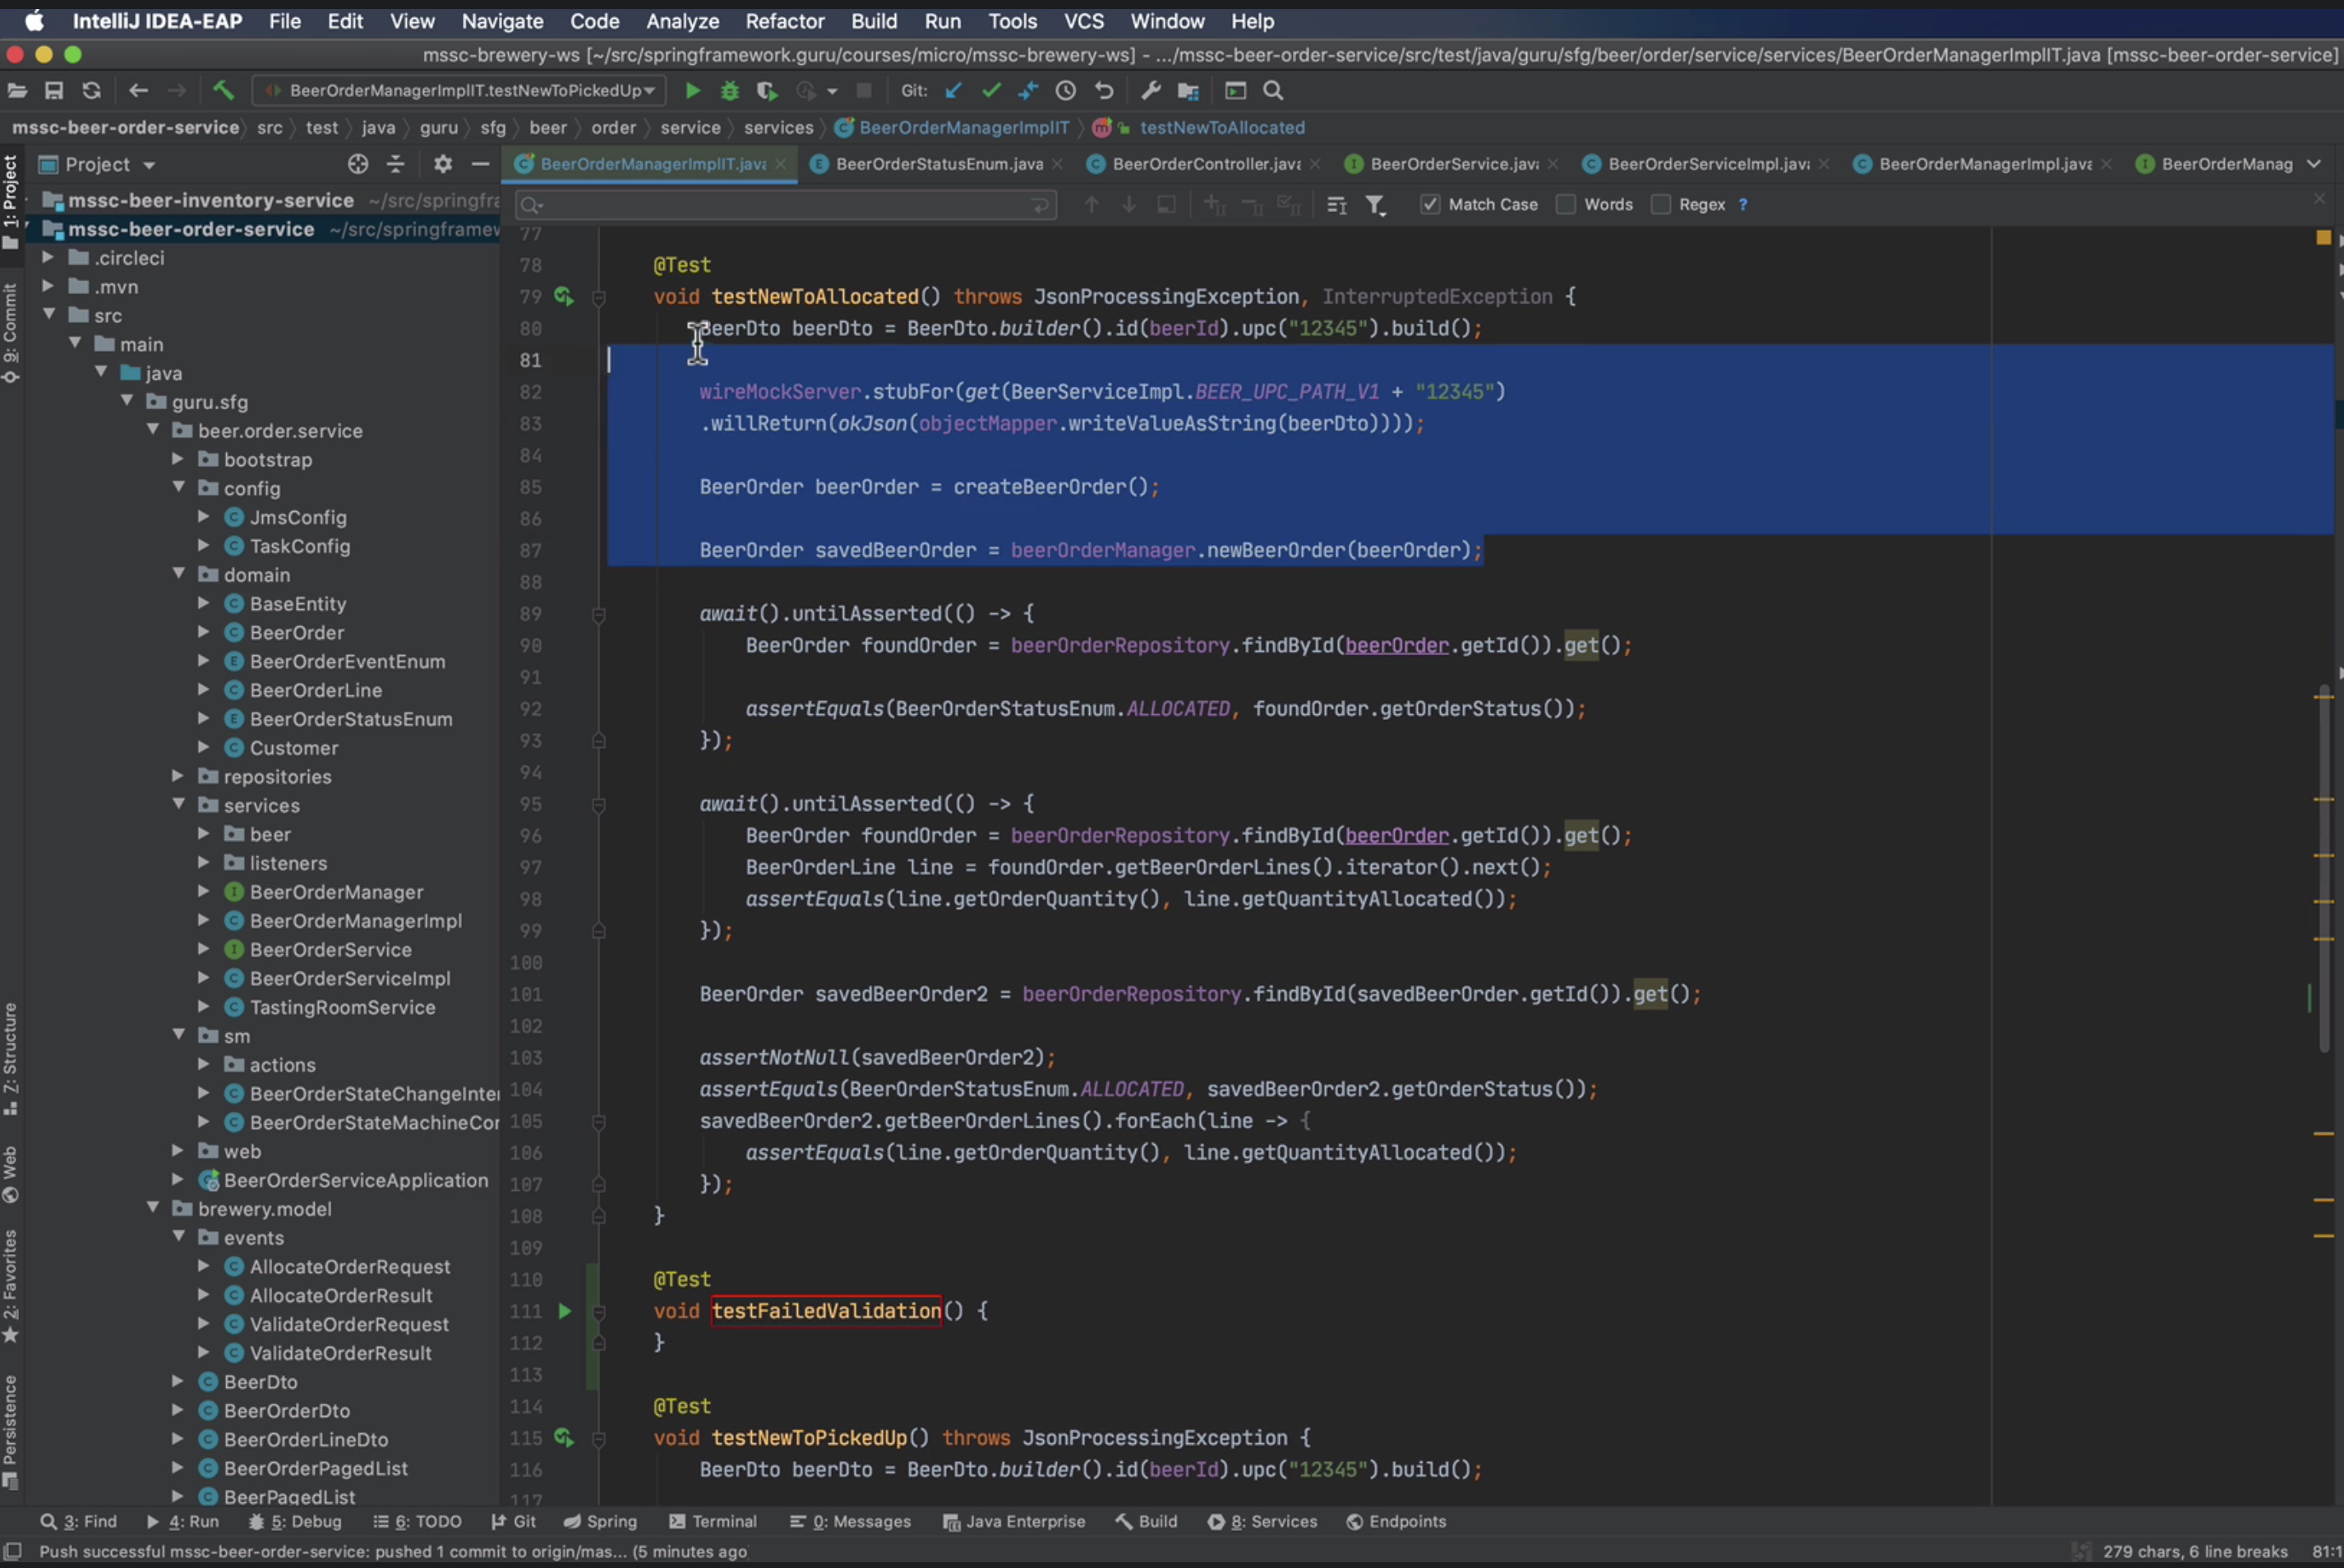 IntelliJ IDEA-EAP File Edit View Navigate Code Analyze Refactor Build Run Tools VCS Window Help
mssc-brewery-ws [~/src/springframework.guru/courses/micro/mssc-brewery-ws] - .../mssc-beer-order-service/src/test/java/guru/sfg/beer/order/service/services/BeerOrderManagerImplIT.java [mssc-beer-order-service]
BeerOrderManagerImplIT.testNewToPickedUp Git:
mssc-beer-order-service src test java guru sfg beer order service services BeerOrderManagerImplIT testNewToAllocated
Project BeerOrderManagerImplIT.java BeerOrderStatusEnum.java BeerOrderController.java BeerOrderService.java BeerOrderServiceImpl.java BeerOrderManagerImpl.java BeerOrderManag
Match Case Words Regex ?
1: Project
9: Commit
Z: Structure
Web
2: Favorites
Persistence
mssc-beer-inventory-service ~/src/springfra
mssc-beer-order-service ~/src/springframew
.circleci
.mvn
src
main
java
guru.sfg
beer.order.service
bootstrap
config
JmsConfig
TaskConfig
domain
BaseEntity
BeerOrder
BeerOrderEventEnum
BeerOrderLine
BeerOrderStatusEnum
Customer
repositories
services
beer
listeners
BeerOrderManager
BeerOrderManagerImpl
BeerOrderService
BeerOrderServiceImpl
TastingRoomService
sm
actions
BeerOrderStateChangeInte
BeerOrderStateMachineCo
web
BeerOrderServiceApplication
brewery.model
events
AllocateOrderRequest
AllocateOrderResult
ValidateOrderRequest
ValidateOrderResult
BeerDto
BeerOrderDto
BeerOrderLineDto
BeerOrderPagedList
BeerPagedList
77
78 @Test
79 void testNewToAllocated() throws JsonProcessingException, InterruptedException {
80 BeerDto beerDto = BeerDto.builder().id(beerId).upc("12345").build();
81
82 wireMockServer.stubFor(get(BeerServiceImpl.BEER_UPC_PATH_V1 + "12345")
83 .willReturn(okJson(objectMapper.writeValueAsString(beerDto))));
84
85 BeerOrder beerOrder = createBeerOrder();
86
87 BeerOrder savedBeerOrder = beerOrderManager.newBeerOrder(beerOrder);
88
89 await().untilAsserted(() -> {
90 BeerOrder foundOrder = beerOrderRepository.findById(beerOrder.getId()).get();
91
92 assertEquals(BeerOrderStatusEnum.ALLOCATED, foundOrder.getOrderStatus());
93 });
94
95 await().untilAsserted(() -> {
96 BeerOrder foundOrder = beerOrderRepository.findById(beerOrder.getId()).get();
97 BeerOrderLine line = foundOrder.getBeerOrderLines().iterator().next();
98 assertEquals(line.getOrderQuantity(), line.getQuantityAllocated());
99 });
100
101 BeerOrder savedBeerOrder2 = beerOrderRepository.findById(savedBeerOrder.getId()).get();
102
103 assertNotNull(savedBeerOrder2);
104 assertEquals(BeerOrderStatusEnum.ALLOCATED, savedBeerOrder2.getOrderStatus());
105 savedBeerOrder2.getBeerOrderLines().forEach(line -> {
106 assertEquals(line.getOrderQuantity(), line.getQuantityAllocated());
107 });
108 }
109
110 @Test
111 void testFailedValidation() {
112 }
113
114 @Test
115 void testNewToPickedUp() throws JsonProcessingException {
116 BeerDto beerDto = BeerDto.builder().id(beerId).upc("12345").build();
117
3: Find 4: Run 5: Debug 6: TODO Git Spring Terminal 0: Messages Java Enterprise Build 8: Services Endpoints
Push successful mssc-beer-order-service: pushed 1 commit to origin/mas... (5 minutes ago 279 chars, 6 line breaks 81:1